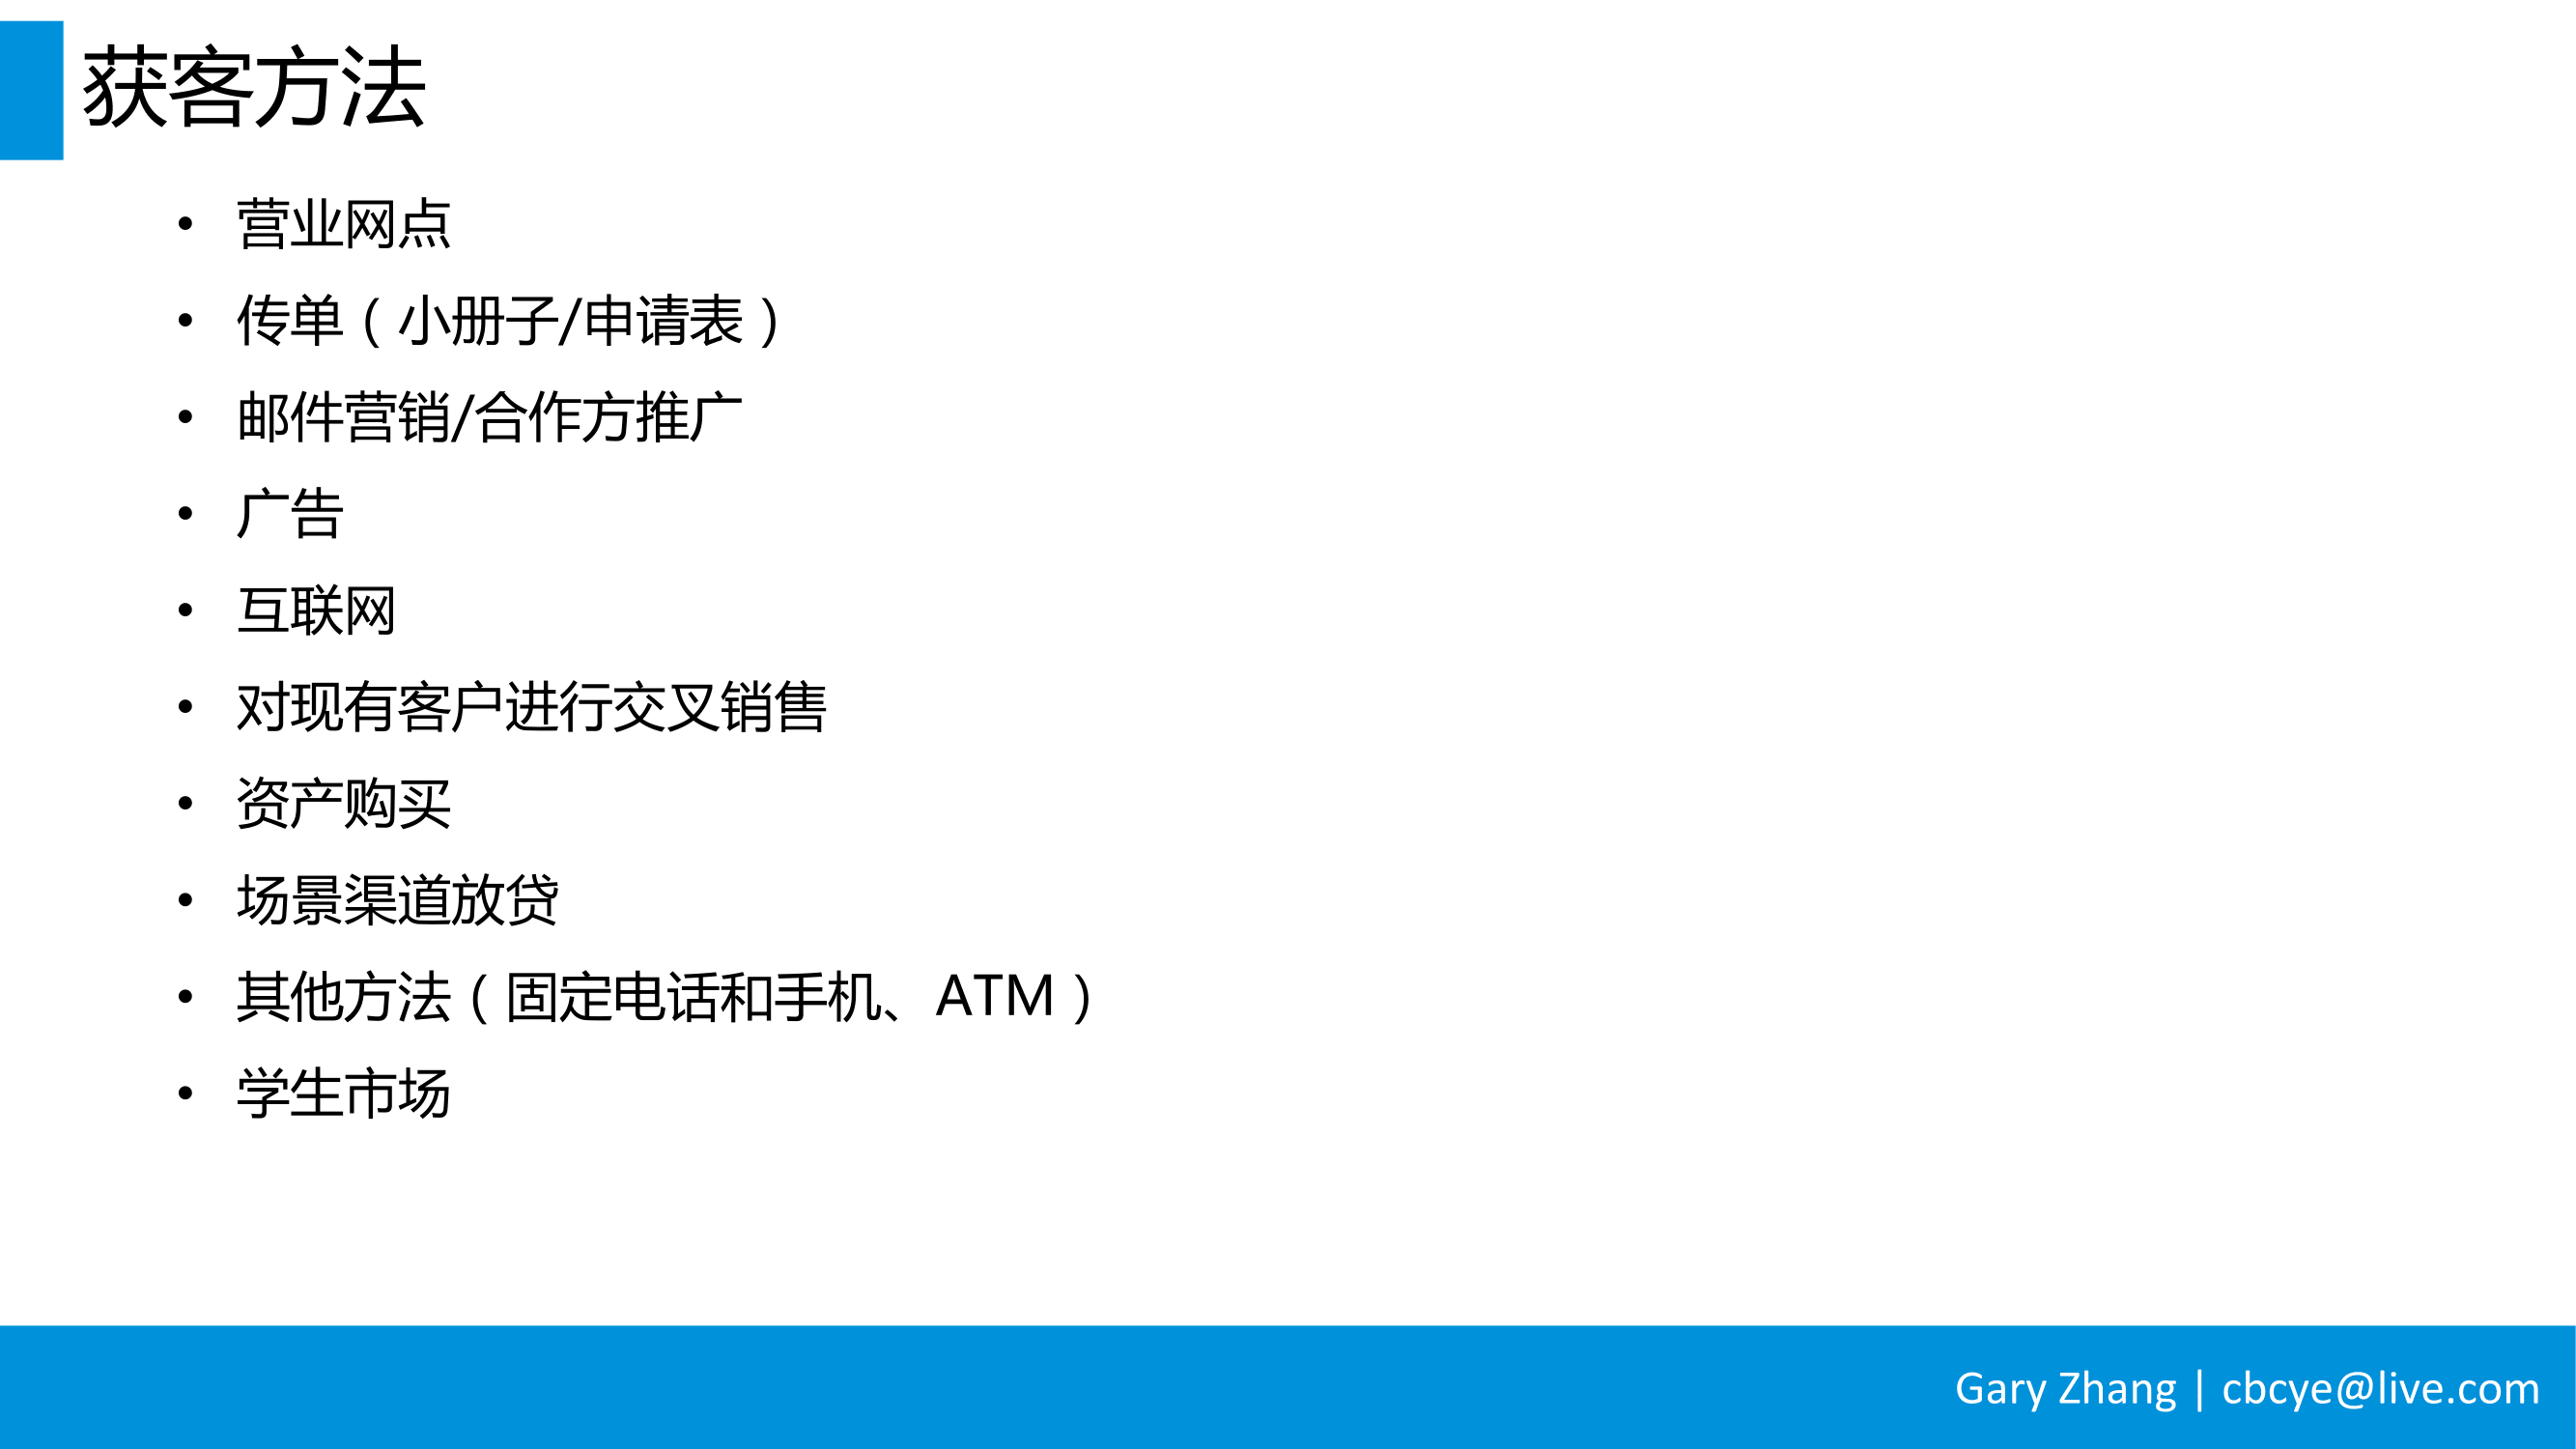 获客方法
• 营业网点
• 传单（小册子/申请表）
• 邮件营销/合作方推广
• 广告
• 互联网
• 对现有客户进行交叉销售
• 资产购买
• 场景渠道放贷
• 其他方法（固定电话和手机、ATM）
• 学生市场
Gary Zhang | cbcye@live.com